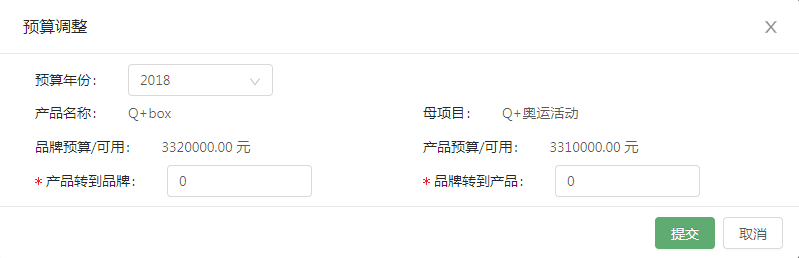 预算调整
预算年份： 2018
产品名称： Q+box 母项目： Q+奥运活动
品牌预算/可用： 3320000.00 元 产品预算/可用： 3310000.00 元
* 产品转到品牌： 0 * 品牌转到产品： 0
提交 取消